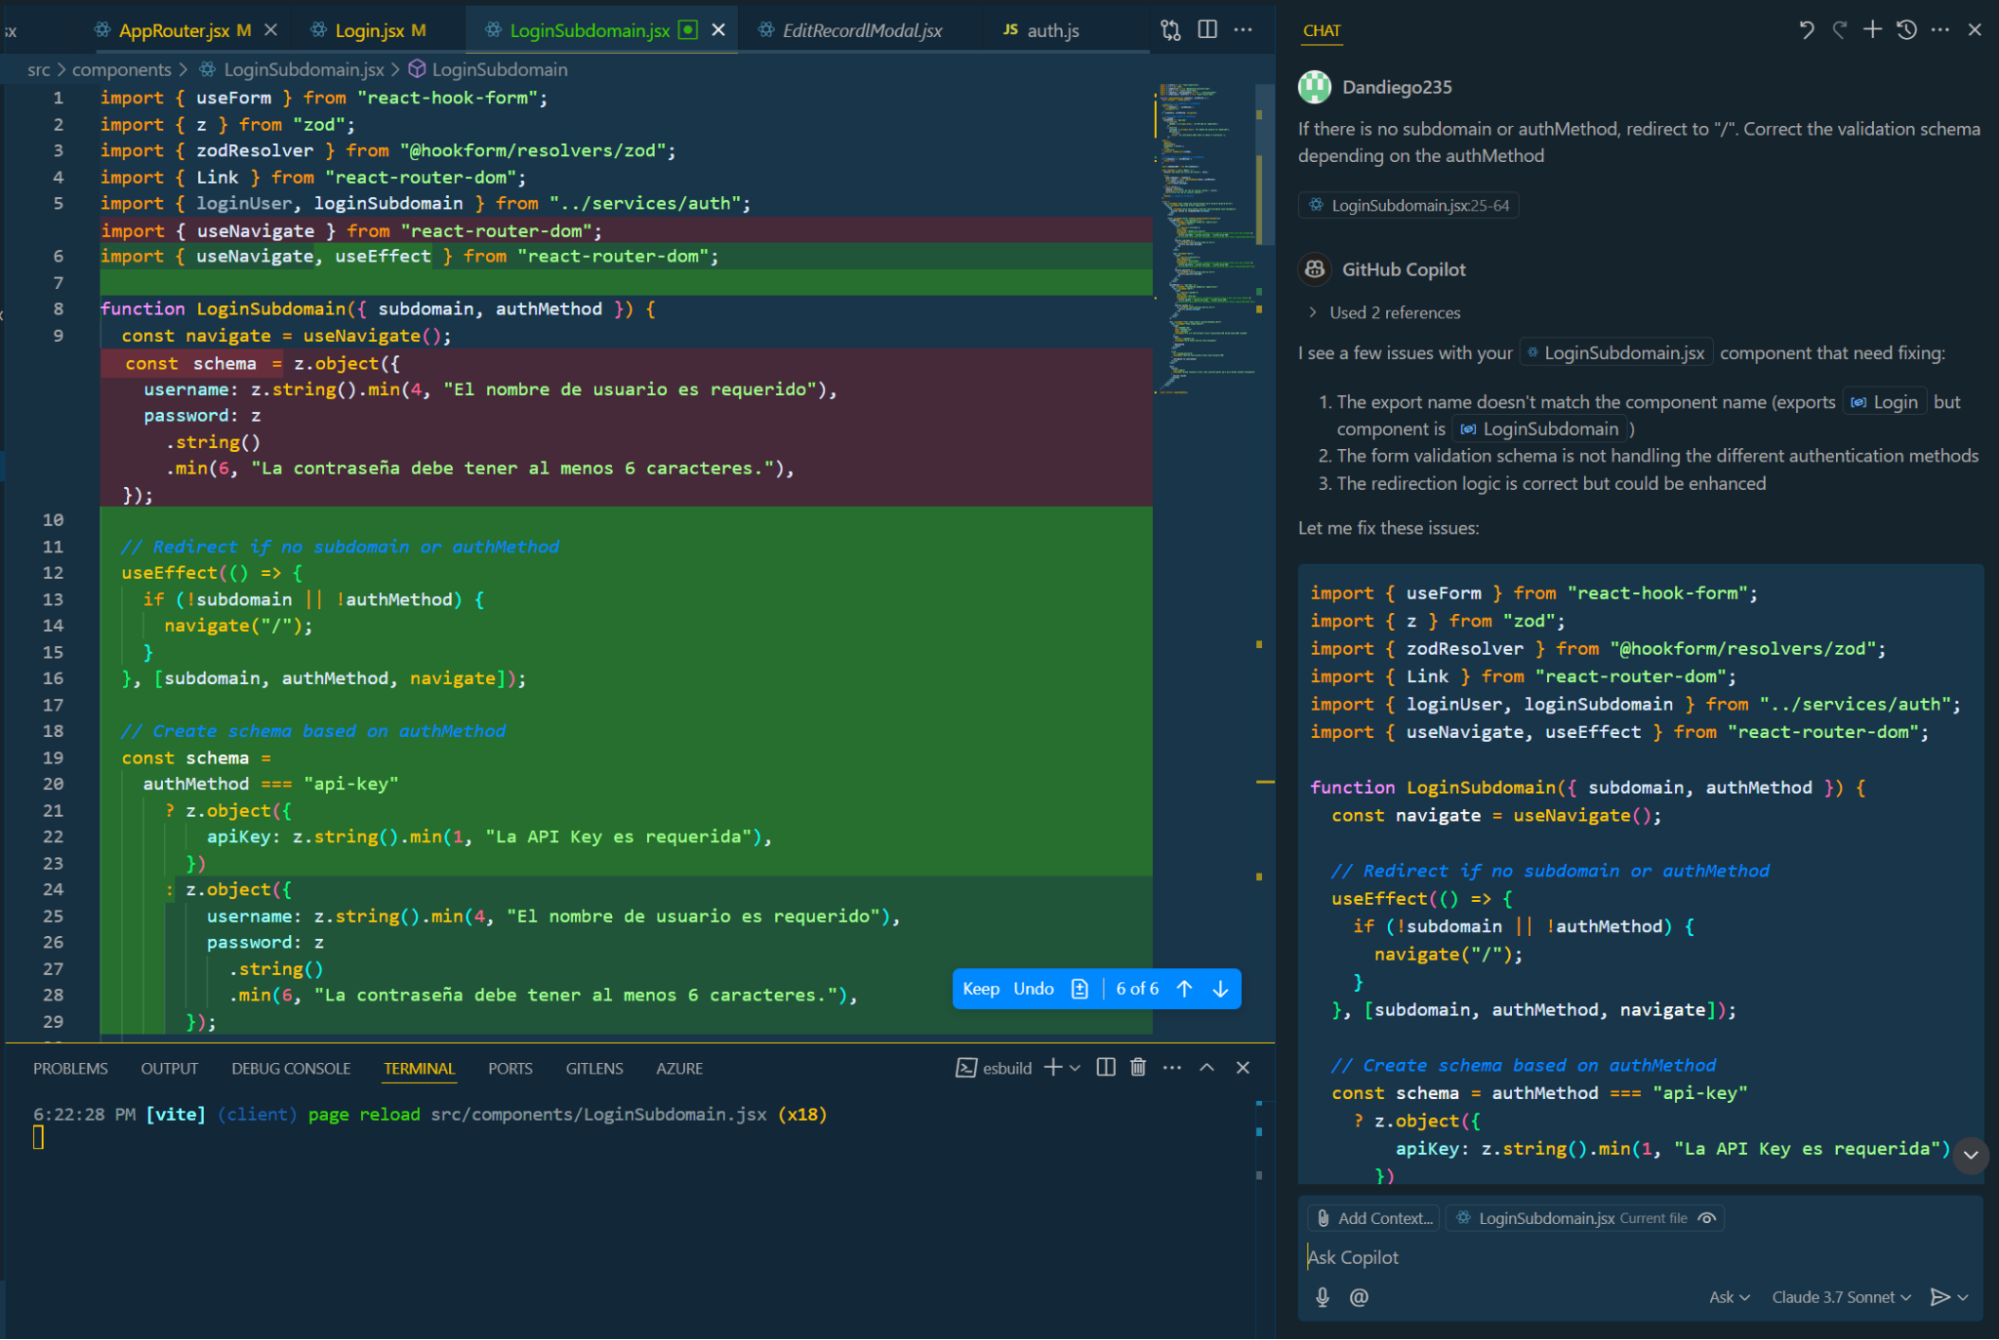 sx
AppRouter.jsx M
Login.jsx M
LoginSubdomain.jsx
EditRecordlModal.jsx
JS auth.js
src > components > LoginSubdomain.jsx > LoginSubdomain
1 import { useForm } from "react-hook-form";
2 import { z } from "zod";
3 import { zodResolver } from "@hookform/resolvers/zod";
4 import { Link } from "react-router-dom";
5 import { loginUser, loginSubdomain } from "../services/auth";
import { useNavigate } from "react-router-dom";
6 import { useNavigate, useEffect } from "react-router-dom";
7
8 function LoginSubdomain({ subdomain, authMethod }) {
9 const navigate = useNavigate();
const schema = z.object({
username: z.string().min(4, "El nombre de usuario es requerido"),
password: z
.string()
.min(6, "La contraseña debe tener al menos 6 caracteres."),
});
10
11 // Redirect if no subdomain or authMethod
12 useEffect(() => {
13 if (!subdomain || !authMethod) {
14 navigate("/");
15 }
16 }, [subdomain, authMethod, navigate]);
17
18 // Create schema based on authMethod
19 const schema =
20 authMethod === "api-key"
21 ? z.object({
22 apiKey: z.string().min(1, "La API Key es requerida"),
23 })
24 : z.object({
25 username: z.string().min(4, "El nombre de usuario es requerido"),
26 password: z
27 .string()
28 .min(6, "La contraseña debe tener al menos 6 caracteres."),
29 });
Keep Undo 6 of 6
PROBLEMS OUTPUT DEBUG CONSOLE TERMINAL PORTS GITLENS AZURE
esbuild
6:22:28 PM [vite] (client) page reload src/components/LoginSubdomain.jsx (x18)
CHAT
Dandiego235
If there is no subdomain or authMethod, redirect to "/". Correct the validation schema
depending on the authMethod
LoginSubdomain.jsx:25-64
GitHub Copilot
> Used 2 references
I see a few issues with your LoginSubdomain.jsx component that need fixing:
1. The export name doesn't match the component name (exports Login but
component is LoginSubdomain )
2. The form validation schema is not handling the different authentication methods
3. The redirection logic is correct but could be enhanced
Let me fix these issues:
import { useForm } from "react-hook-form";
import { z } from "zod";
import { zodResolver } from "@hookform/resolvers/zod";
import { Link } from "react-router-dom";
import { loginUser, loginSubdomain } from "../services/auth";
import { useNavigate, useEffect } from "react-router-dom";
function LoginSubdomain({ subdomain, authMethod }) {
const navigate = useNavigate();
// Redirect if no subdomain or authMethod
useEffect(() => {
if (!subdomain || !authMethod) {
navigate("/");
}
}, [subdomain, authMethod, navigate]);
// Create schema based on authMethod
const schema = authMethod === "api-key"
? z.object({
apiKey: z.string().min(1, "La API Key es requerida")
})
Add Context...
LoginSubdomain.jsx Current file
Ask Copilot
@
Ask
Claude 3.7 Sonnet